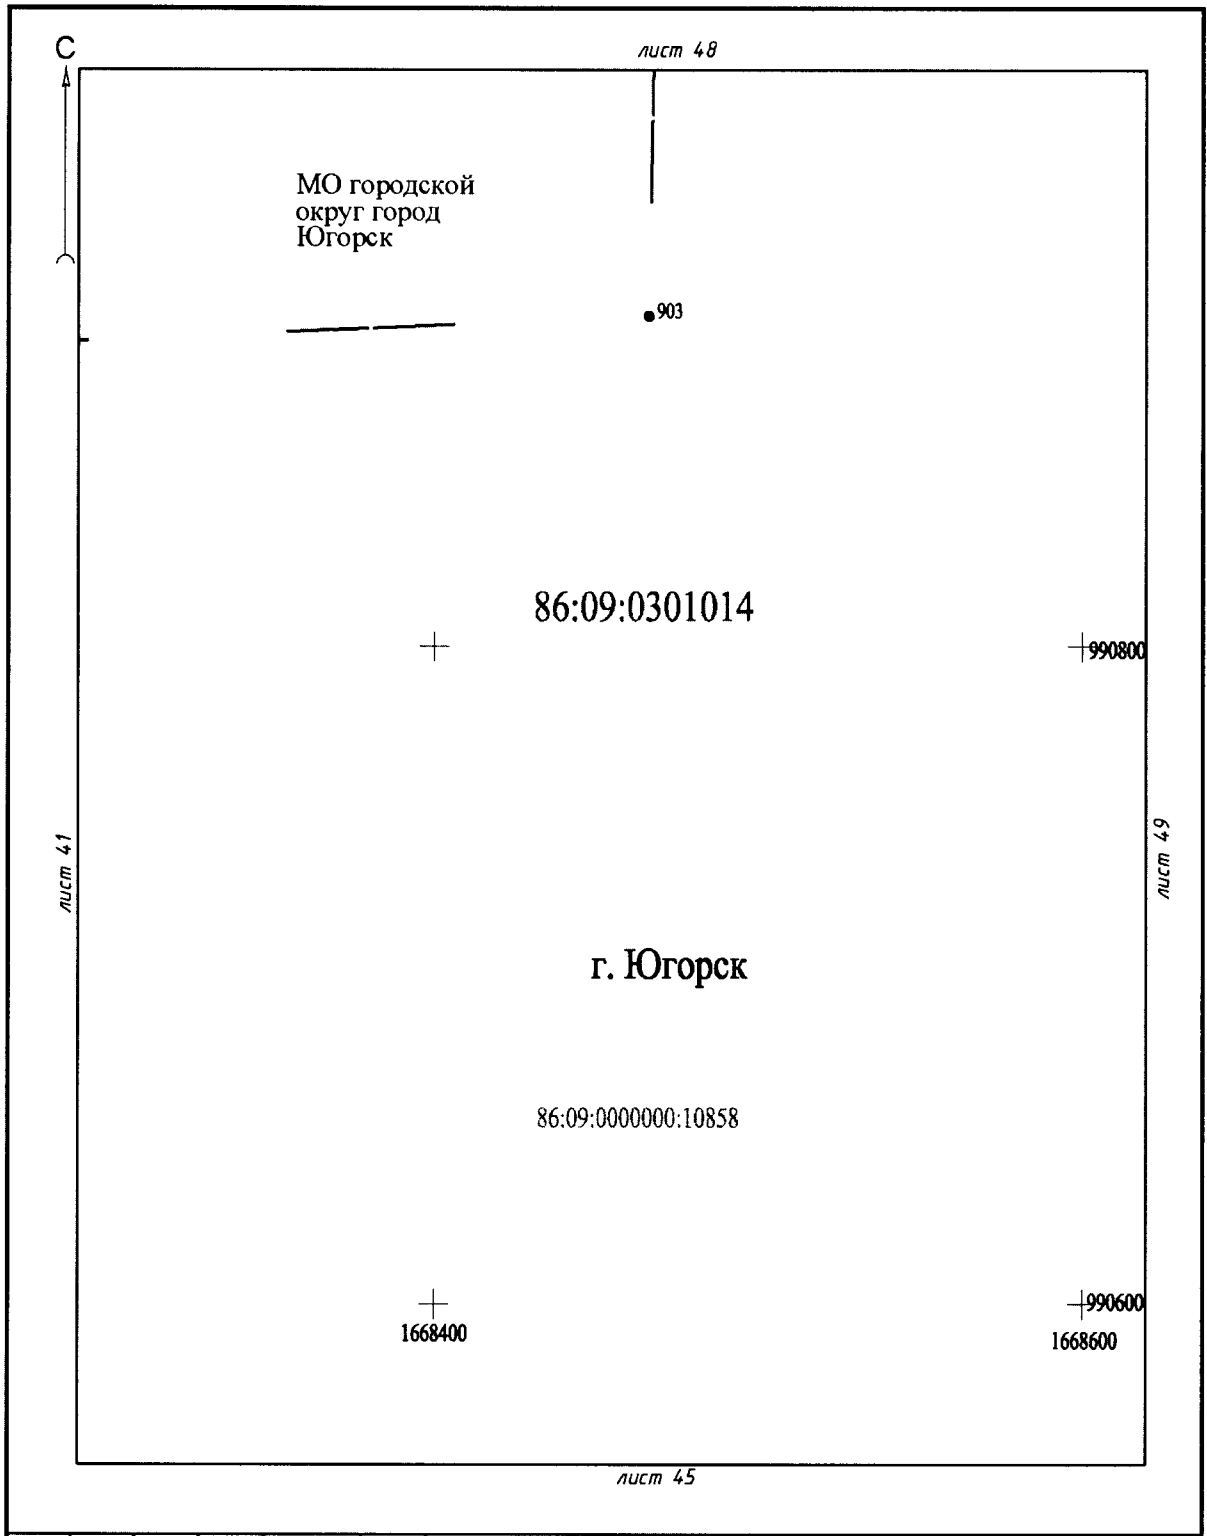 С
лист 48
МО городской
округ город
Югорск
903
86:09:0301014
990800
лист 41
лист 49
г. Югорск
86:09:0000000:10858
990600
1668400
1668600
лист 45